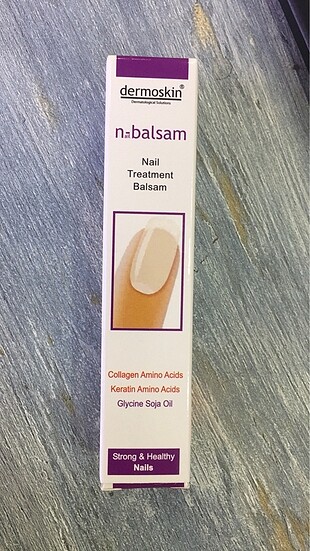 dermoskin®
Dermatological Solutions
n balsam
Nail
Treatment
Balsam
Collagen Amino Acids
Keratin Amino Acids
Glycine Soja Oil
Strong & Healthy
Nails